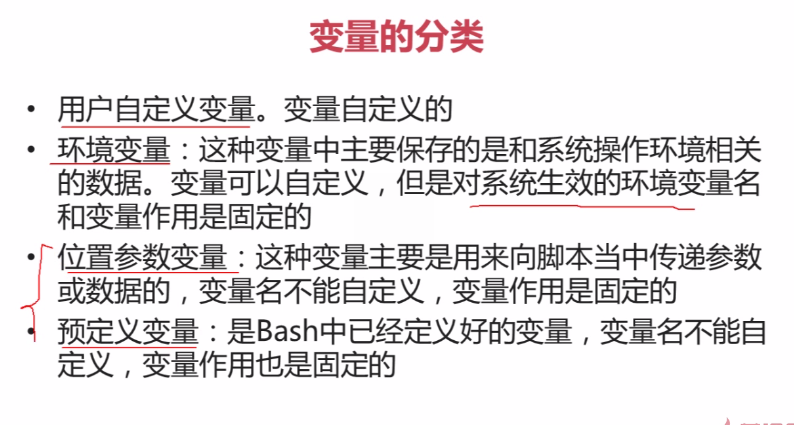 变量的分类
• 用户自定义变量。变量自定义的
• 环境变量：这种变量中主要保存的是和系统操作环境相关
的数据。变量可以自定义，但是对系统生效的环境变量名
和变量作用是固定的
• 位置参数变量：这种变量主要是用来向脚本当中传递参数
或数据的，变量名不能自定义，变量作用是固定的
• 预定义变量：是Bash中已经定义好的变量，变量名不能自
定义，变量作用也是固定的